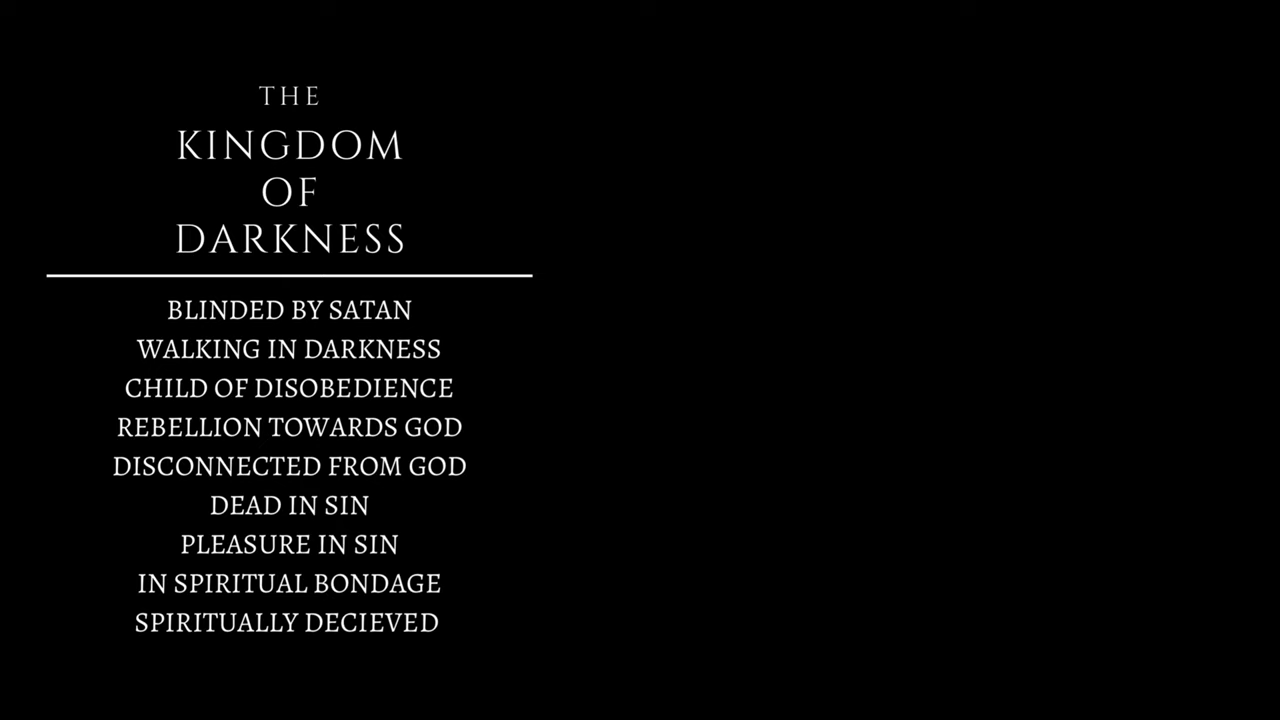 THE
KINGDOM
OF
DARKNESS
BLINDED BY SATAN
WALKING IN DARKNESS
CHILD OF DISOBEDIENCE
REBELLION TOWARDS GOD
DISCONNECTED FROM GOD
DEAD IN SIN
PLEASURE IN SIN
IN SPIRITUAL BONDAGE
SPIRITUALLY DECIEVED